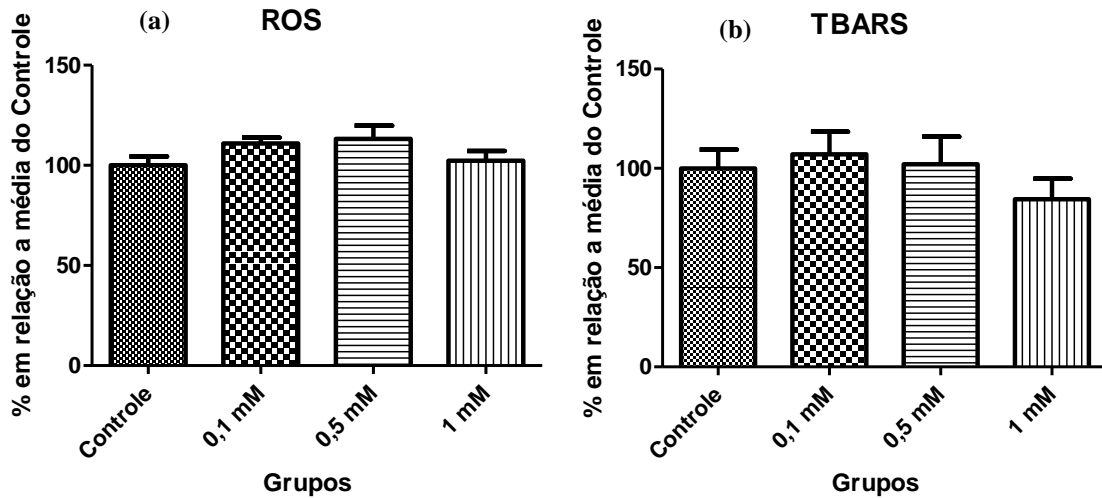 (a) ROS
% em relação a média do Controle
150
100
50
0
Controle
0,1 mM
0,5 mM
1 mM
Grupos
(b) TBARS
% em relação a média do Controle
150
100
50
0
Controle
0,1 mM
0,5 mM
1 mM
Grupos